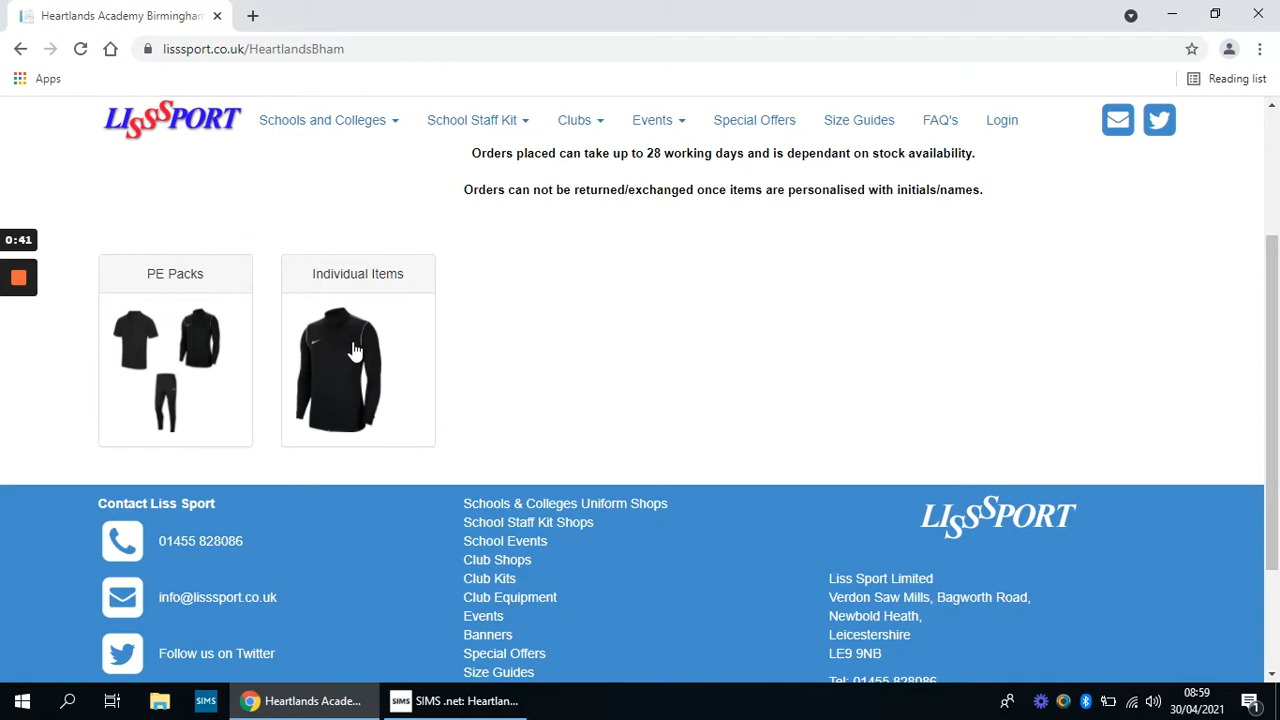 Heartlands Academy Birmingham
lisssport.co.uk/HeartlandsBham
Apps
Reading list
LISSSPORT
Schools and Colleges
School Staff Kit
Clubs
Events
Special Offers
Size Guides
FAQ's
Login
Orders placed can take up to 28 working days and is dependant on stock availability.
Orders can not be returned/exchanged once items are personalised with initials/names.
0:41
PE Packs
Individual Items
Contact Liss Sport
01455 828086
info@lisssport.co.uk
Follow us on Twitter
Schools & Colleges Uniform Shops
School Staff Kit Shops
School Events
Club Shops
Club Kits
Club Equipment
Events
Banners
Special Offers
Size Guides
LISSSPORT
Liss Sport Limited
Verdon Saw Mills, Bagworth Road,
Newbold Heath,
Leicestershire
LE9 9NB
Tel: 01455 828086
SIMS
Heartlands Acade...
SIMS
SIMS .net: Heartlan...
08:59
30/04/2021
1